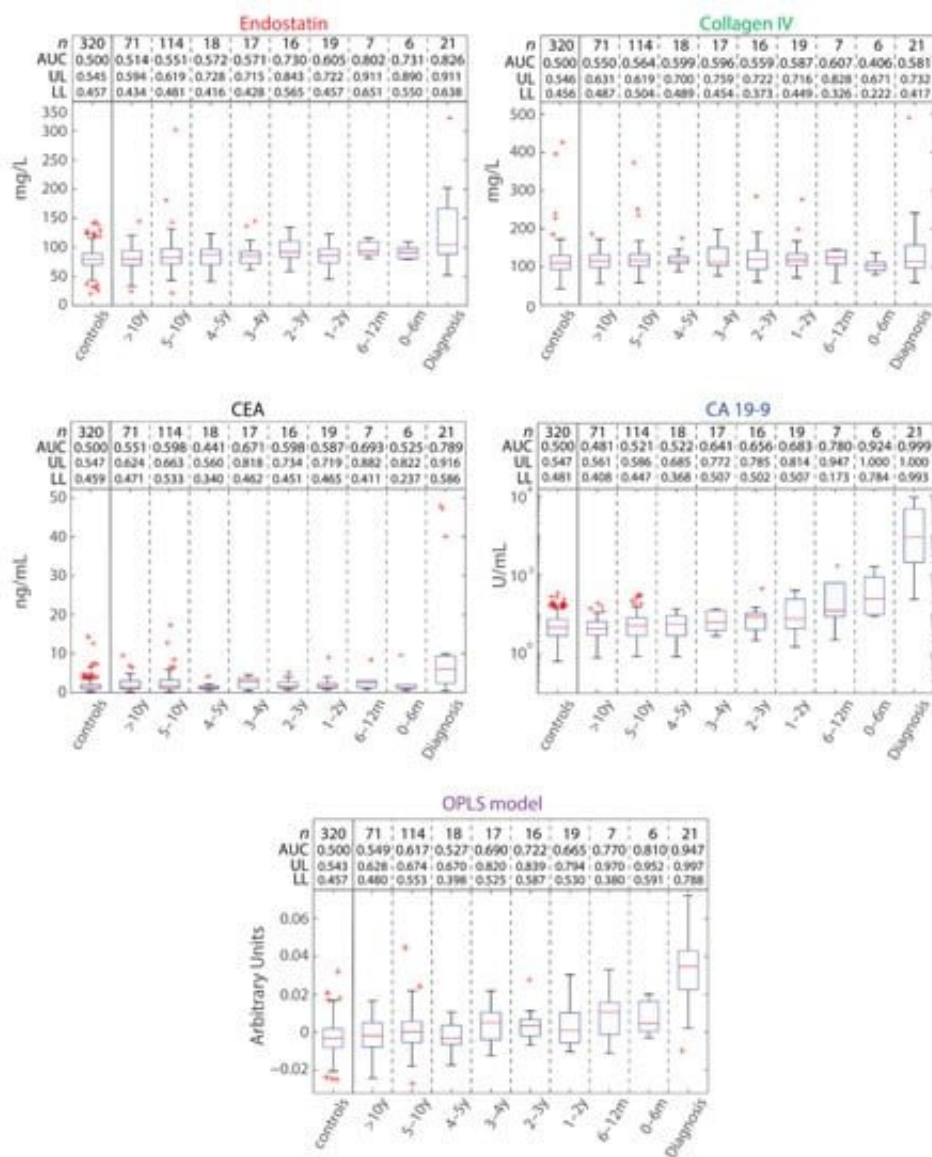 Endostatin
n 320 71 114 18 17 16 19 7 6 21
AUC 0.500 0.514 0.551 0.572 0.571 0.730 0.605 0.802 0.731 0.826
UL 0.545 0.594 0.619 0.728 0.715 0.843 0.722 0.911 0.890 0.911
LL 0.457 0.434 0.481 0.416 0.428 0.565 0.457 0.651 0.550 0.638
mg/L
350
300
250
200
150
100
50
0
controls >10y 5–10y 4–5y 3–4y 2–3y 1–2y 6–12m 0–6m Diagnosis
Collagen IV
n 320 71 114 18 17 16 19 7 6 21
AUC 0.500 0.550 0.564 0.599 0.596 0.559 0.587 0.607 0.406 0.581
UL 0.546 0.631 0.619 0.700 0.759 0.722 0.716 0.828 0.671 0.732
LL 0.456 0.487 0.504 0.489 0.454 0.373 0.449 0.326 0.222 0.417
mg/L
500
400
300
200
100
0
controls >10y 5–10y 4–5y 3–4y 2–3y 1–2y 6–12m 0–6m Diagnosis
CEA
n 320 71 114 18 17 16 19 7 6 21
AUC 0.500 0.551 0.598 0.441 0.671 0.598 0.587 0.693 0.525 0.789
UL 0.547 0.624 0.663 0.560 0.818 0.734 0.719 0.882 0.822 0.916
LL 0.459 0.471 0.533 0.340 0.462 0.451 0.465 0.411 0.237 0.586
ng/mL
50
40
30
20
10
0
controls >10y 5–10y 4–5y 3–4y 2–3y 1–2y 6–12m 0–6m Diagnosis
CA 19-9
n 320 71 114 18 17 16 19 7 6 21
AUC 0.500 0.481 0.521 0.522 0.641 0.656 0.683 0.780 0.924 0.999
UL 0.547 0.561 0.586 0.685 0.772 0.785 0.814 0.947 1.000 1.000
LL 0.481 0.408 0.447 0.368 0.507 0.502 0.507 0.173 0.784 0.993
U/mL
controls >10y 5–10y 4–5y 3–4y 2–3y 1–2y 6–12m 0–6m Diagnosis
OPLS model
n 320 71 114 18 17 16 19 7 6 21
AUC 0.500 0.549 0.617 0.527 0.690 0.722 0.665 0.770 0.810 0.947
UL 0.543 0.628 0.674 0.670 0.820 0.839 0.794 0.970 0.952 0.997
LL 0.457 0.480 0.553 0.398 0.525 0.587 0.530 0.380 0.591 0.788
Arbitrary Units
0.06
0.04
0.02
0
−0.02
controls >10y 5–10y 4–5y 3–4y 2–3y 1–2y 6–12m 0–6m Diagnosis